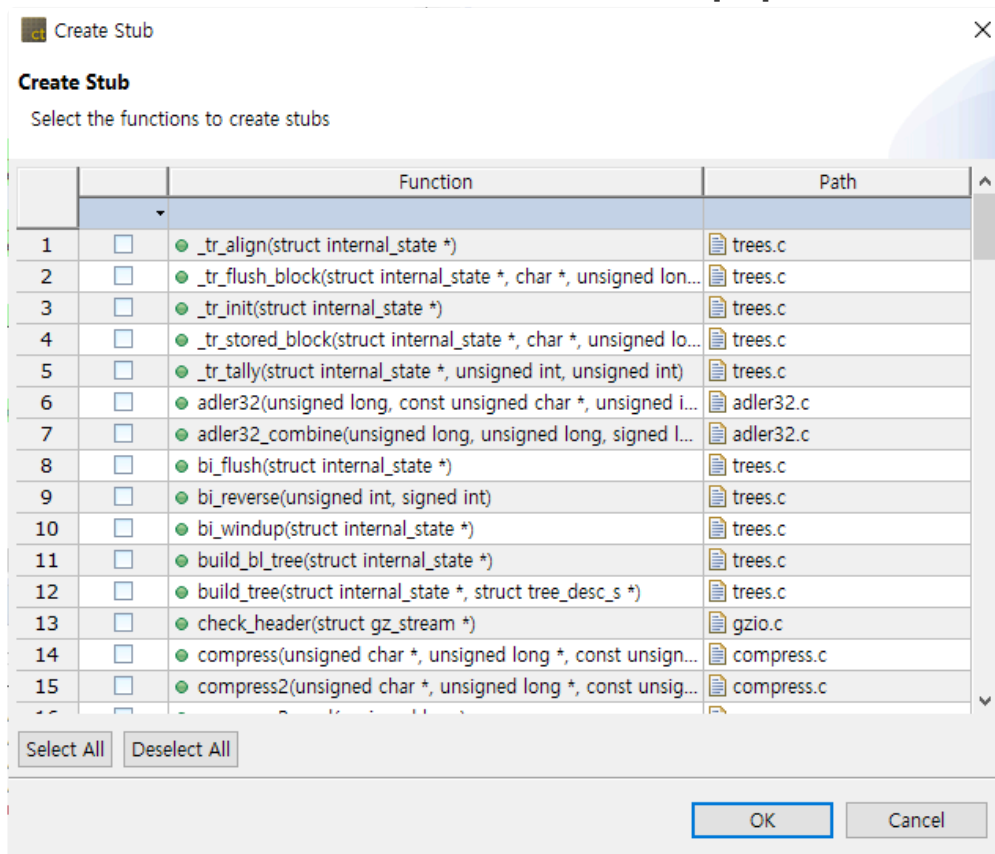 ct Create Stub
Create Stub
Select the functions to create stubs
Function Path
1 _tr_align(struct internal_state *) trees.c
2 _tr_flush_block(struct internal_state *, char *, unsigned lon... trees.c
3 _tr_init(struct internal_state *) trees.c
4 _tr_stored_block(struct internal_state *, char *, unsigned lo... trees.c
5 _tr_tally(struct internal_state *, unsigned int, unsigned int) trees.c
6 adler32(unsigned long, const unsigned char *, unsigned i... adler32.c
7 adler32_combine(unsigned long, unsigned long, signed l... adler32.c
8 bi_flush(struct internal_state *) trees.c
9 bi_reverse(unsigned int, signed int) trees.c
10 bi_windup(struct internal_state *) trees.c
11 build_bl_tree(struct internal_state *) trees.c
12 build_tree(struct internal_state *, struct tree_desc_s *) trees.c
13 check_header(struct gz_stream *) gzio.c
14 compress(unsigned char *, unsigned long *, const unsign... compress.c
15 compress2(unsigned char *, unsigned long *, const unsig... compress.c
Select All Deselect All
OK Cancel